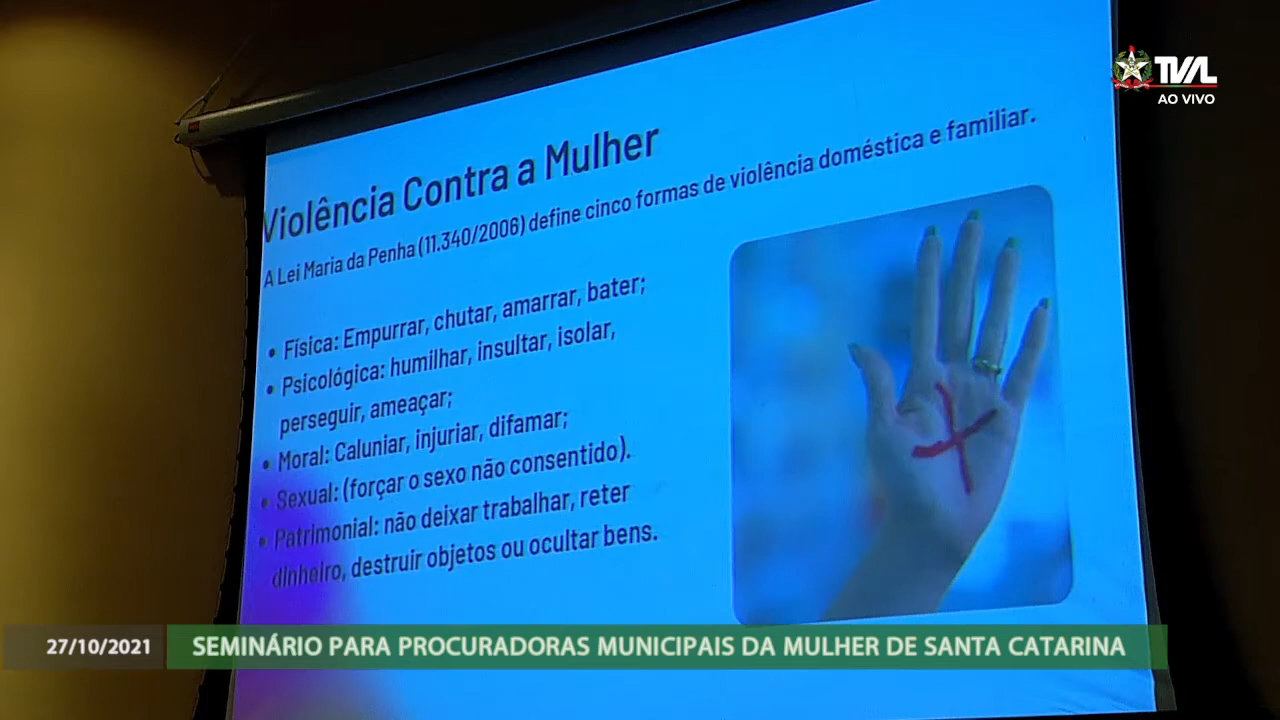 TVAL
AO VIVO
Violência Contra a Mulher
A Lei Maria da Penha (11.340/2006) define cinco formas de violência doméstica e familiar.
• Física: Empurrar, chutar, amarrar, bater;
• Psicológica: humilhar, insultar, isolar,
perseguir, ameaçar;
• Moral: Caluniar, injuriar, difamar;
• Sexual: (forçar o sexo não consentido).
• Patrimonial: não deixar trabalhar, reter
dinheiro, destruir objetos ou ocultar bens.
27/10/2021
SEMINÁRIO PARA PROCURADORAS MUNICIPAIS DA MULHER DE SANTA CATARINA